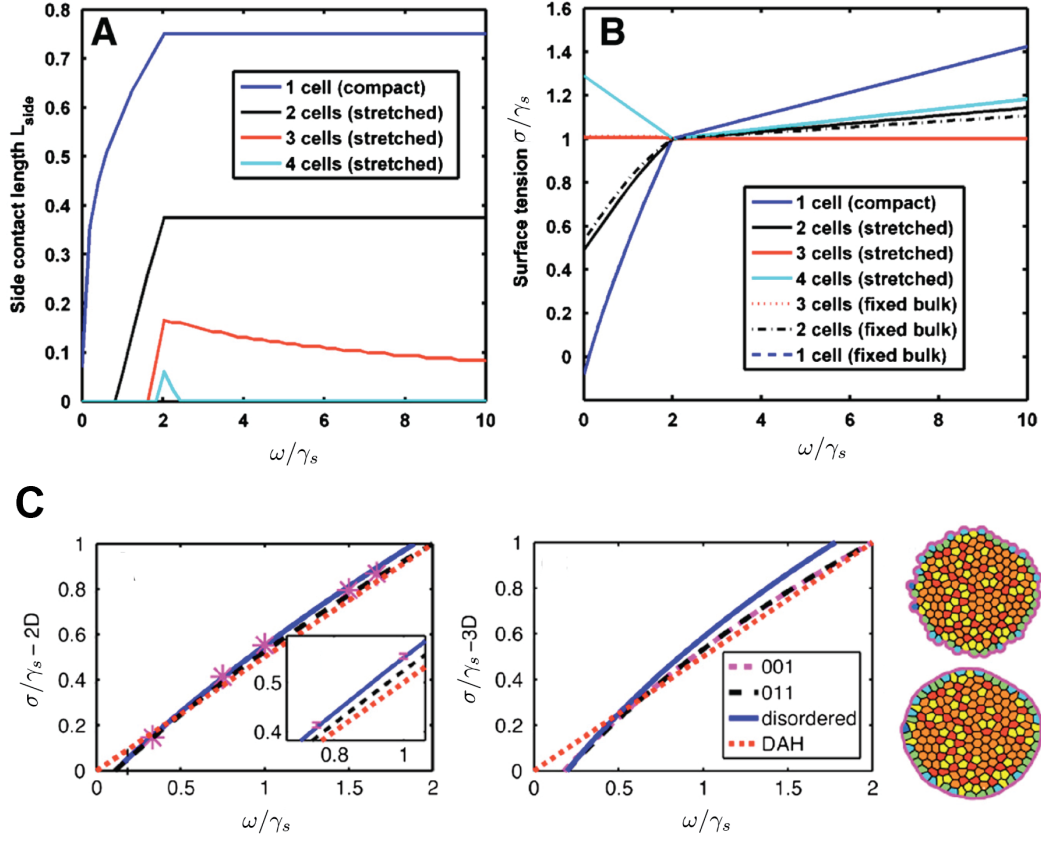 A
Side contact length L_side
0.8
0.7
0.6
0.5
0.4
0.3
0.2
0.1
0
1 cell (compact)
2 cells (stretched)
3 cells (stretched)
4 cells (stretched)
0 2 4 6 8 10
ω/γ_s
B
Surface tension σ/γ_s
1.6
1.4
1.2
1
0.8
0.6
0.4
0
1 cell (compact)
2 cells (stretched)
3 cells (stretched)
4 cells (stretched)
3 cells (fixed bulk)
2 cells (fixed bulk)
1 cell (fixed bulk)
0 2 4 6 8 10
ω/γ_s
C
σ/γ_s – 2D
1
0.8
0.6
0.4
0.2
0
0.5
0.4
0.8 1
0 0.5 1 1.5 2
ω/γ_s
σ/γ_s –3D
1
0.8
0.6
0.4
0.2
0
001
011
disordered
DAH
0 0.5 1 1.5 2
ω/γ_s